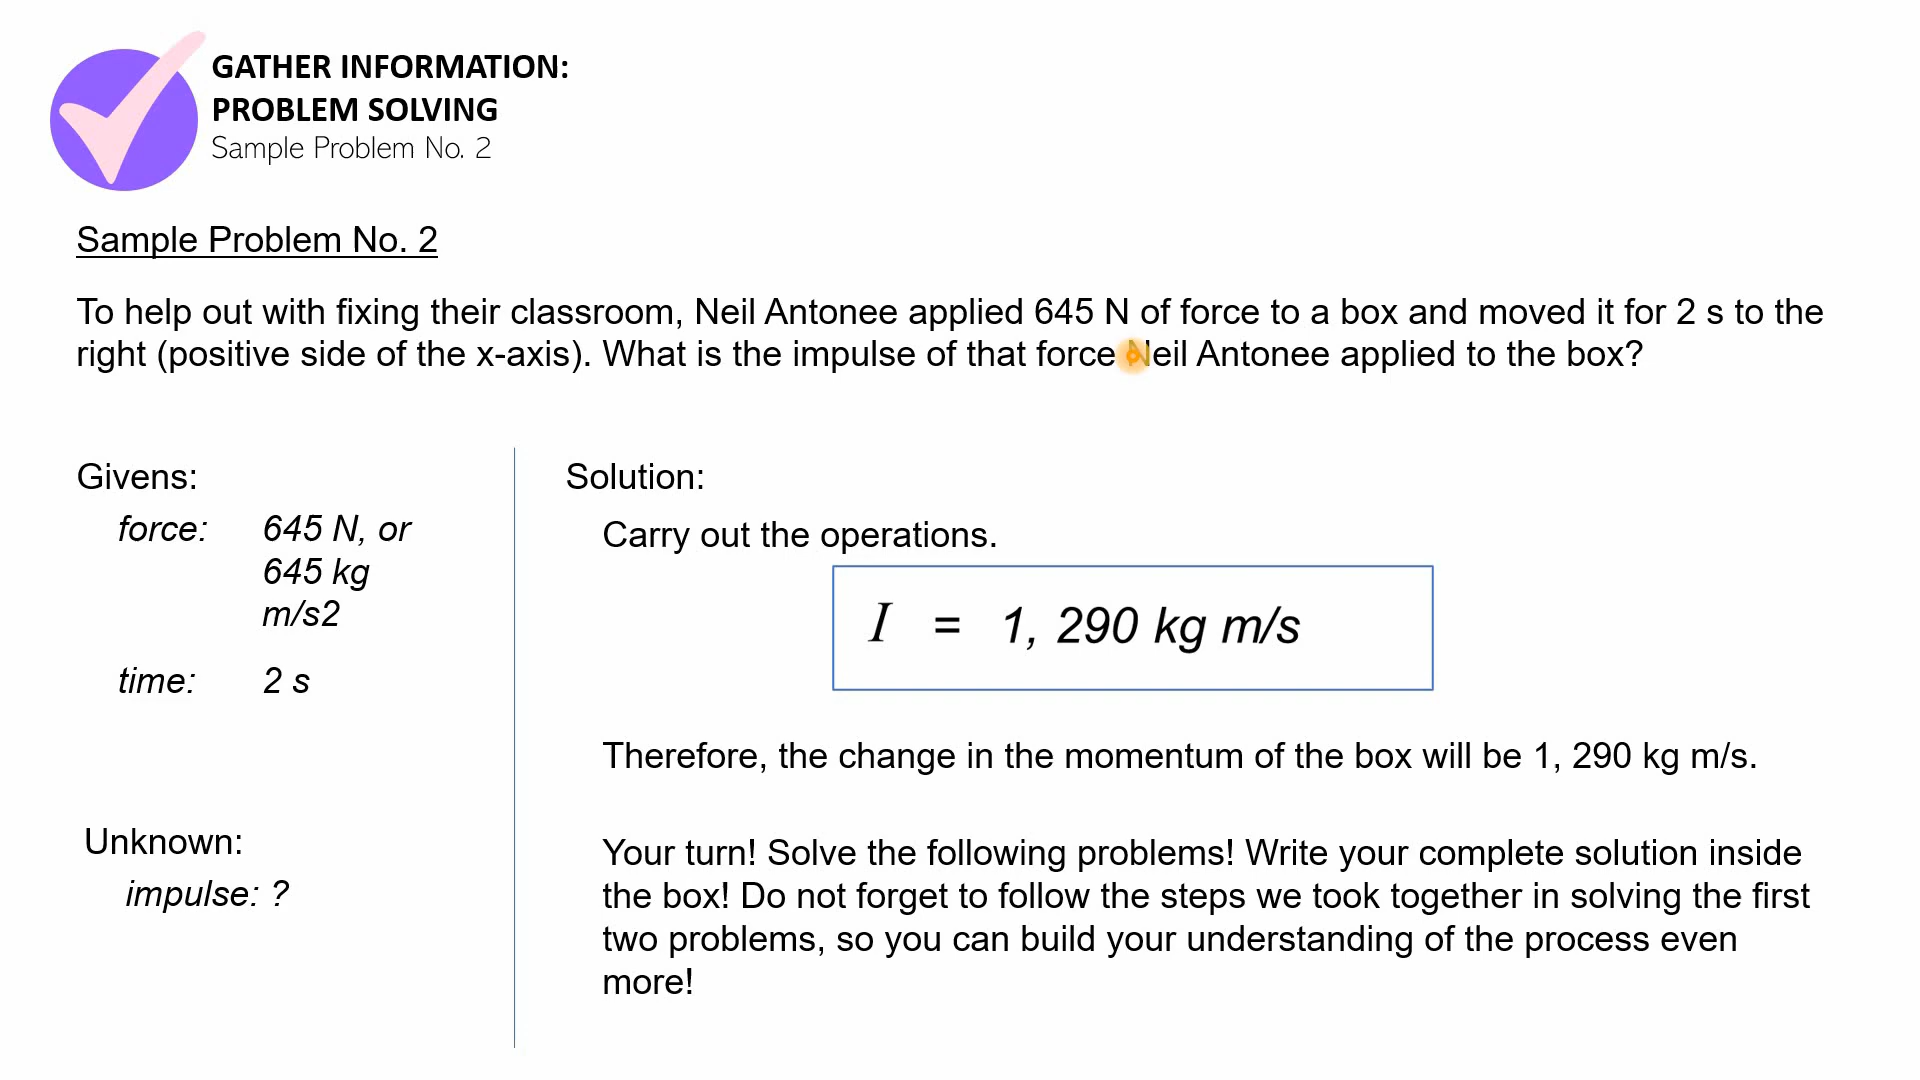 GATHER INFORMATION:
PROBLEM SOLVING
Sample Problem No. 2
Sample Problem No. 2
To help out with fixing their classroom, Neil Antonee applied 645 N of force to a box and moved it for 2 s to the
right (positive side of the x-axis). What is the impulse of that force Neil Antonee applied to the box?
Givens:
force: 645 N, or
645 kg
m/s2
time: 2 s
Unknown:
impulse: ?
Solution:
Carry out the operations.
I = 1, 290 kg m/s
Therefore, the change in the momentum of the box will be 1, 290 kg m/s.
Your turn! Solve the following problems! Write your complete solution inside
the box! Do not forget to follow the steps we took together in solving the first
two problems, so you can build your understanding of the process even
more!